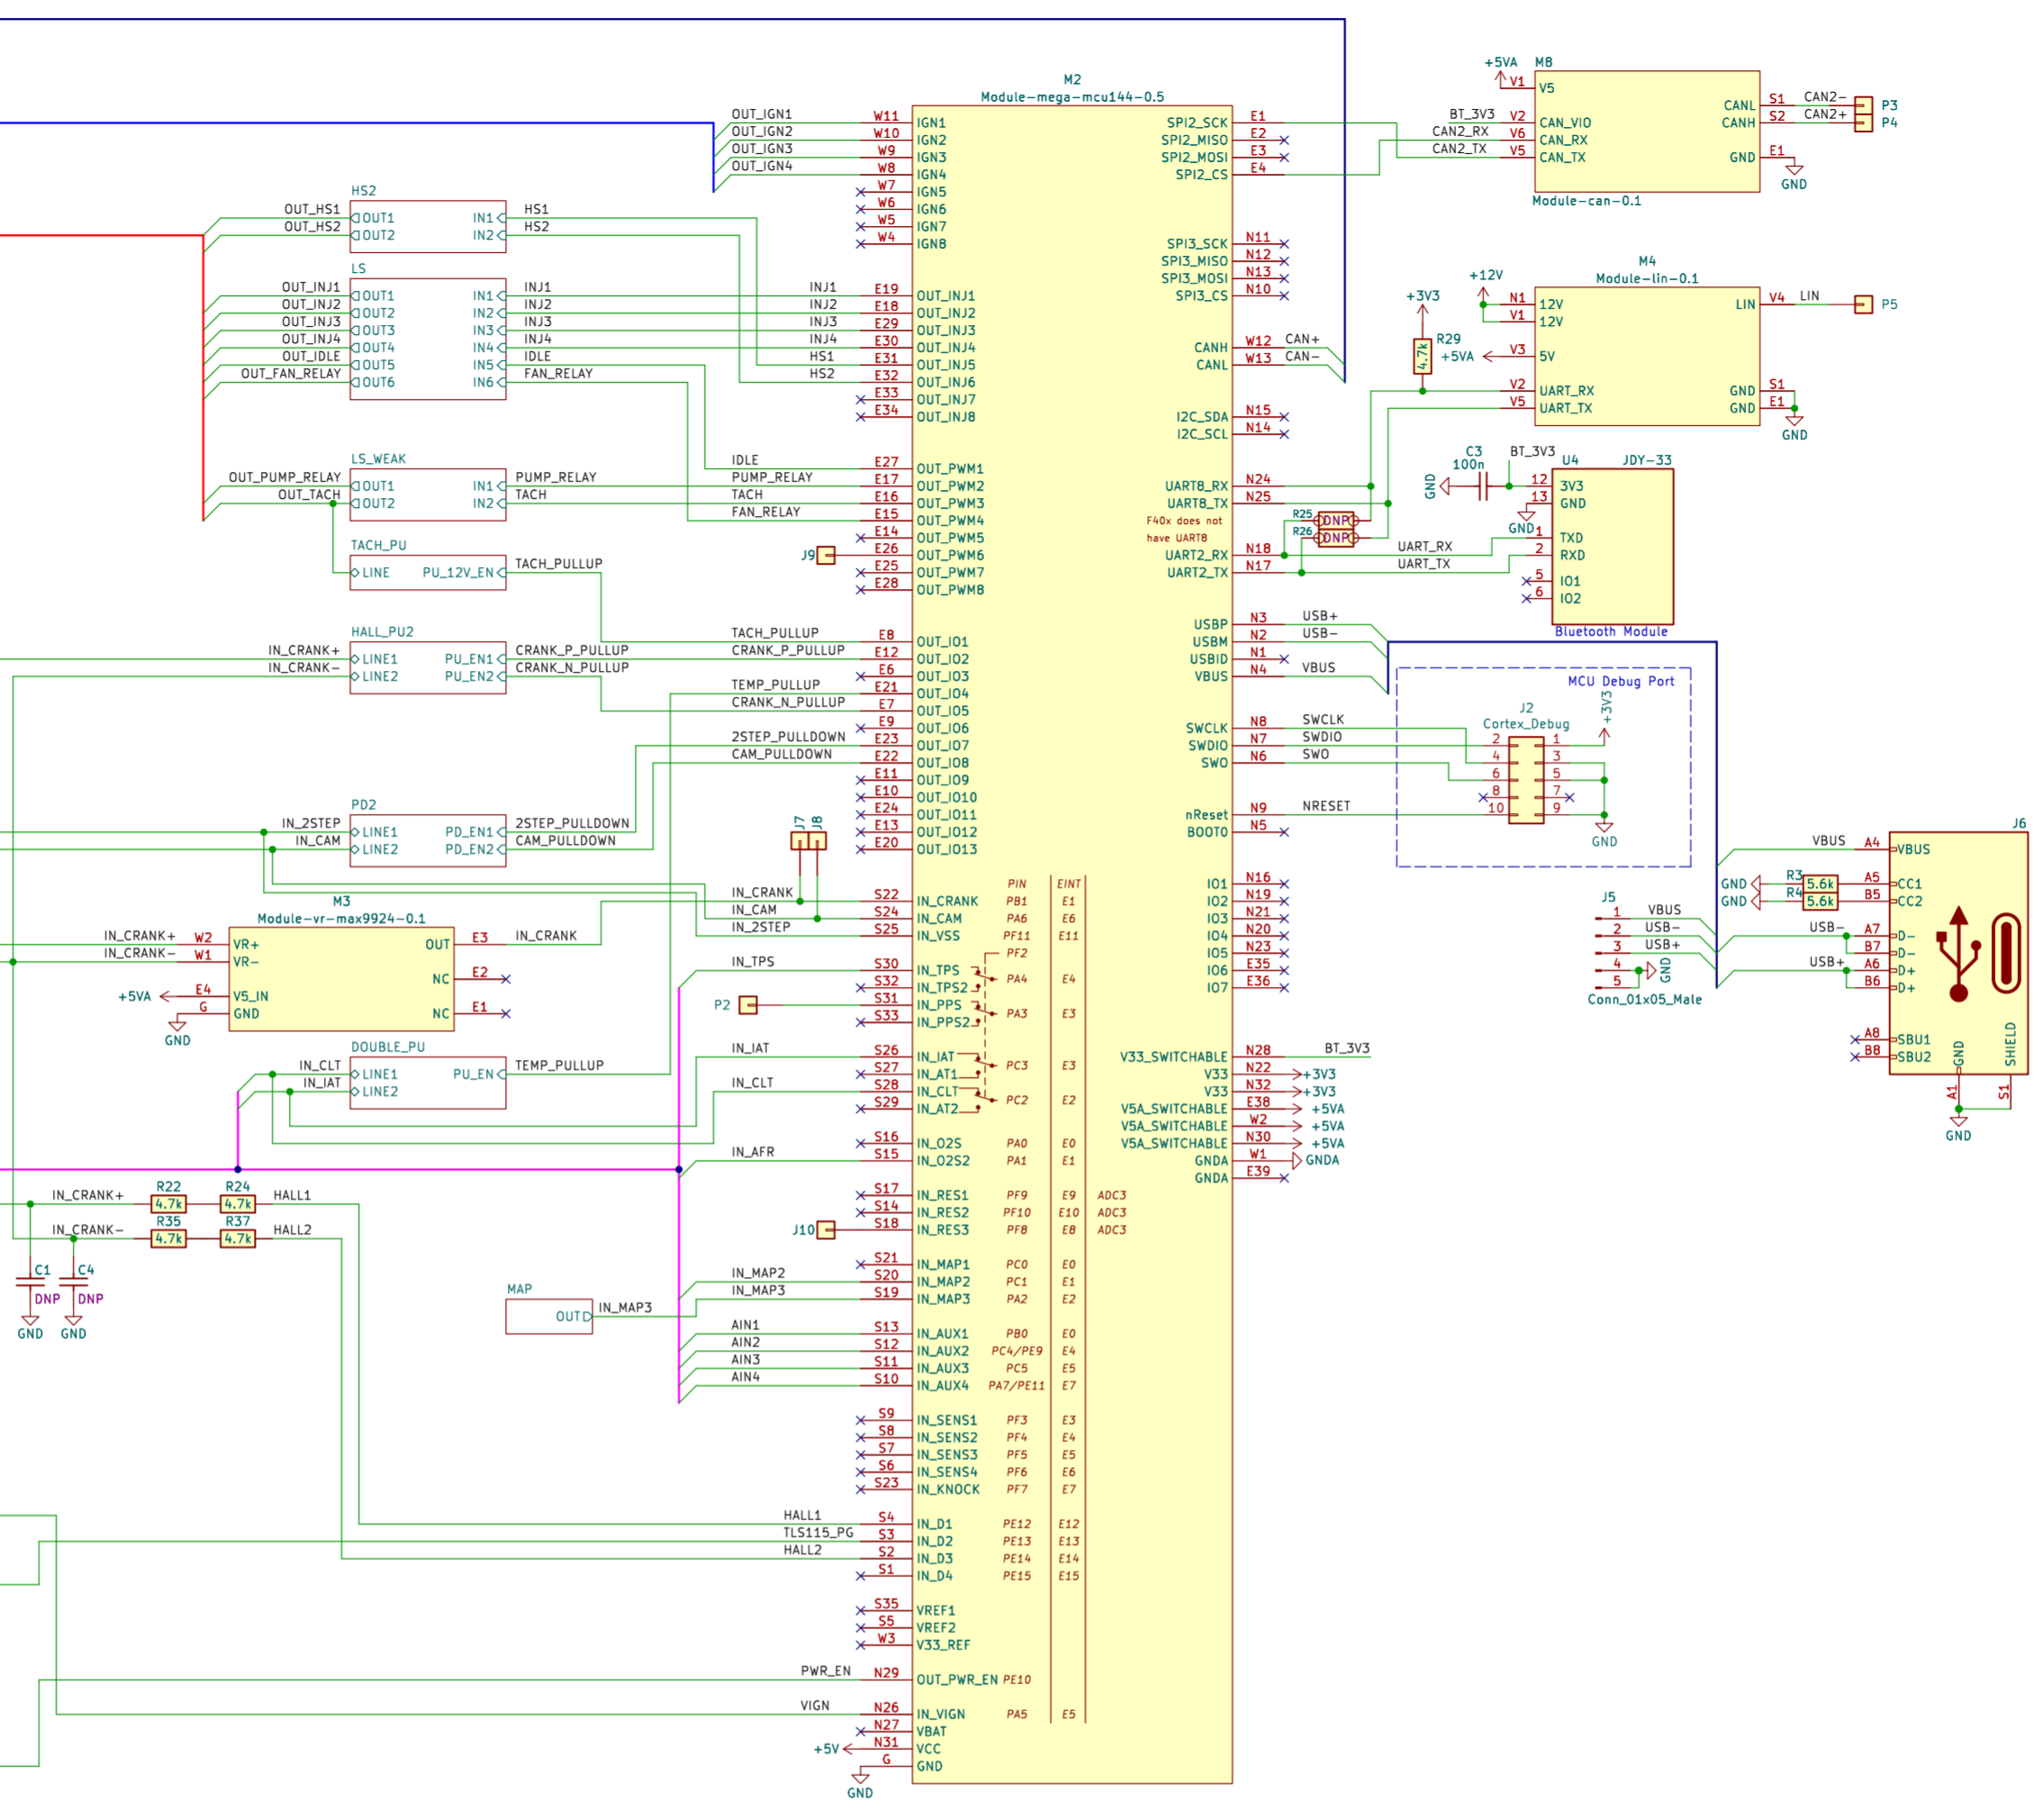 M2
Module-mega-mcu144-0.5
OUT_IGN1 W11 IGN1
OUT_IGN2 W10 IGN2
OUT_IGN3 W9 IGN3
OUT_IGN4 W8 IGN4
W7 IGN5
W6 IGN6
W5 IGN7
W4 IGN8
HS2
OUT_HS1 OUT1 IN1 HS1
OUT_HS2 OUT2 IN2 HS2
LS
OUT_INJ1 OUT1 IN1 INJ1 INJ1 E19 OUT_INJ1
OUT_INJ2 OUT2 IN2 INJ2 INJ2 E18 OUT_INJ2
OUT_INJ3 OUT3 IN3 INJ3 INJ3 E29 OUT_INJ3
OUT_INJ4 OUT4 IN4 INJ4 INJ4 E30 OUT_INJ4
OUT_IDLE OUT5 IN5 IDLE HS1 E31 OUT_INJ5
OUT_FAN_RELAY OUT6 IN6 FAN_RELAY HS2 E32 OUT_INJ6
E33 OUT_INJ7
E34 OUT_INJ8
LS_WEAK
IDLE E27 OUT_PWM1
OUT_PUMP_RELAY OUT1 IN1 PUMP_RELAY PUMP_RELAY E17 OUT_PWM2
OUT_TACH OUT2 IN2 TACH TACH E16 OUT_PWM3
FAN_RELAY E15 OUT_PWM4
E14 OUT_PWM5
J9 E26 OUT_PWM6
E25 OUT_PWM7
E28 OUT_PWM8
TACH_PU
LINE PU_12V_EN TACH_PULLUP
HALL_PU2
TACH_PULLUP E8 OUT_IO1
IN_CRANK+ LINE1 PU_EN1 CRANK_P_PULLUP CRANK_P_PULLUP E12 OUT_IO2
IN_CRANK- LINE2 PU_EN2 CRANK_N_PULLUP E6 OUT_IO3
TEMP_PULLUP E21 OUT_IO4
CRANK_N_PULLUP E7 OUT_IO5
E9 OUT_IO6
2STEP_PULLDOWN E23 OUT_IO7
CAM_PULLDOWN E22 OUT_IO8
E11 OUT_IO9
E10 OUT_IO10
E24 OUT_IO11
E13 OUT_IO12
E20 OUT_IO13
PD2
IN_2STEP LINE1 PD_EN1 2STEP_PULLDOWN
IN_CAM LINE2 PD_EN2 CAM_PULLDOWN
J7 J8
PIN EINT
IN_CRANK S22 IN_CRANK PB1 E1
IN_CAM S24 IN_CAM PA6 E6
IN_2STEP S25 IN_VSS PF11 E11
PF2
M3
Module-vr-max9924-0.1
IN_CRANK+ W2 VR+ OUT E3 IN_CRANK
IN_CRANK- W1 VR-
NC E2
+5VA E4 V5_IN
G GND NC E1
GND
IN_TPS S30 IN_TPS PA4 E4
S32 IN_TPS2
P2 S31 IN_PPS PA3 E3
S33 IN_PPS2
IN_IAT S26 IN_IAT PC3 E3
S27 IN_AT1
IN_CLT S28 IN_CLT PC2 E2
S29 IN_AT2
DOUBLE_PU
IN_CLT LINE1 PU_EN TEMP_PULLUP
IN_IAT LINE2
S16 IN_O2S PA0 E0
IN_AFR S15 IN_O2S2 PA1 E1
S17 IN_RES1 PF9 E9 ADC3
S14 IN_RES2 PF10 E10 ADC3
J10 S18 IN_RES3 PF8 E8 ADC3
R22 R24
IN_CRANK+ 4.7k 4.7k HALL1
R35 R37
IN_CRANK- 4.7k 4.7k HALL2
C1 C4
DNP DNP
GND GND
S21 IN_MAP1 PC0 E0
IN_MAP2 S20 IN_MAP2 PC1 E1
IN_MAP3 S19 IN_MAP3 PA2 E2
MAP
OUT IN_MAP3
AIN1 S13 IN_AUX1 PB0 E0
AIN2 S12 IN_AUX2 PC4/PE9 E4
AIN3 S11 IN_AUX3 PC5 E5
AIN4 S10 IN_AUX4 PA7/PE11 E7
S9 IN_SENS1 PF3 E3
S8 IN_SENS2 PF4 E4
S7 IN_SENS3 PF5 E5
S6 IN_SENS4 PF6 E6
S23 IN_KNOCK PF7 E7
HALL1 S4 IN_D1 PE12 E12
TLS115_PG S3 IN_D2 PE13 E13
HALL2 S2 IN_D3 PE14 E14
S1 IN_D4 PE15 E15
S35 VREF1
S5 VREF2
W3 V33_REF
PWR_EN N29 OUT_PWR_EN PE10
VIGN N26 IN_VIGN PA5 E5
N27 VBAT
+5V N31 VCC
G GND
GND
SPI2_SCK E1
SPI2_MISO E2
SPI2_MOSI E3
SPI2_CS E4
SPI3_SCK N11
SPI3_MISO N12
SPI3_MOSI N13
SPI3_CS N10
CANH W12 CAN+
CANL W13 CAN-
I2C_SDA N15
I2C_SCL N14
UART8_RX N24
UART8_TX N25
F40x does not
have UART8
R25 DNP
R26 DNP
UART2_RX N18 UART_RX
UART2_TX N17 UART_TX
USBP N3 USB+
USBM N2 USB-
USBID N1
VBUS N4 VBUS
SWCLK N8 SWCLK
SWDIO N7 SWDIO
SWO N6 SWO
nReset N9 NRESET
BOOT0 N5
IO1 N16
IO2 N19
IO3 N21
IO4 N20
IO5 N23
IO6 E35
IO7 E36
V33_SWITCHABLE N28 BT_3V3
V33 N22 +3V3
V33 N32 +3V3
V5A_SWITCHABLE E38 +5VA
V5A_SWITCHABLE W2 +5VA
V5A_SWITCHABLE N30 +5VA
GNDA W1 GNDA
GNDA E39
+5VA M8
V1 V5
BT_3V3 V2 CAN_VIO
CAN2_RX V6 CAN_RX
CAN2_TX V5 CAN_TX
CANL S1 CAN2- P3
CANH S2 CAN2+ P4
GND E1
GND
Module-can-0.1
M4
Module-lin-0.1
+12V
N1 12V LIN V4 LIN P5
V1 12V
+3V3
R29
4.7k
+5VA V3 5V
V2 UART_RX GND S1
V5 UART_TX GND E1
GND
C3
100n
GND
BT_3V3
U4 JDY-33
12 3V3
13 GND
GND
1 TXD
2 RXD
5 IO1
6 IO2
Bluetooth Module
MCU Debug Port
J2
Cortex_Debug
+3V3
2 1
4 3
6 5
8 7
10 9
GND
J5
1 VBUS
2 USB-
3 USB+
4 GND
5
Conn_01x05_Male
J6
VBUS A4 VBUS
R3
GND 5.6k A5 CC1
R4
GND 5.6k B5 CC2
USB- A7 D-
B7 D-
USB+ A6 D+
B6 D+
A8 SBU1
B8 SBU2
GND SHIELD
A1 S1
GND